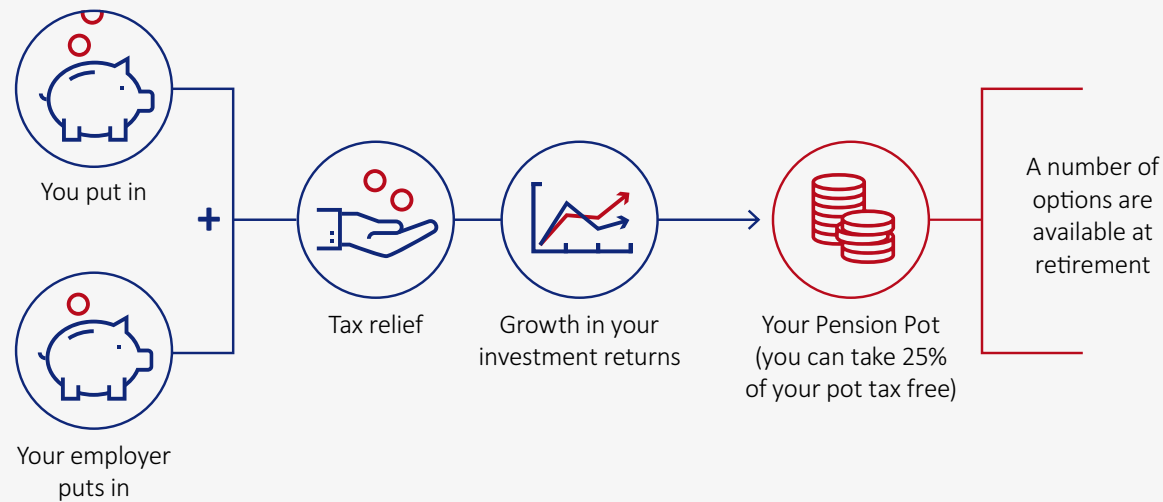 You put in
+
Your employer
puts in
Tax relief
Growth in your
investment returns
Your Pension Pot
(you can take 25%
of your pot tax free)
A number of
options are
available at
retirement